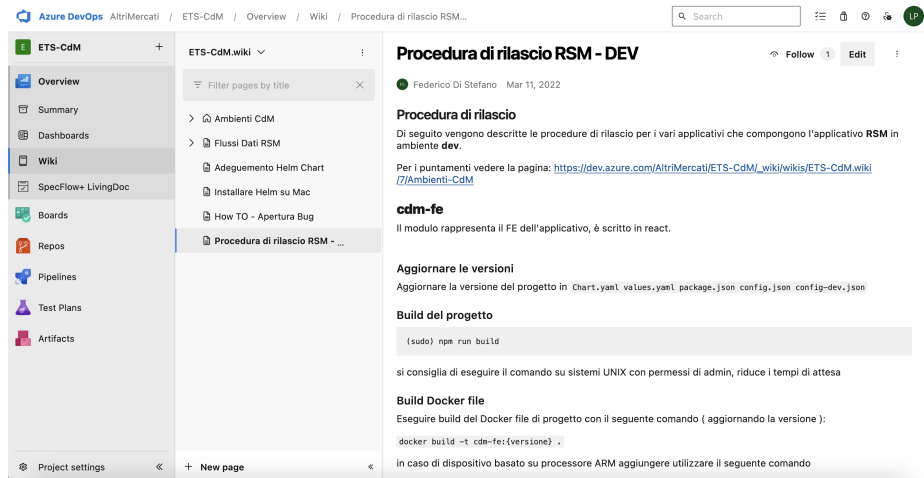 Azure DevOps AltriMercati / ETS-CdM / Overview / Wiki / Procedura di rilascio RSM...
Search
LP
E ETS-CdM +
Overview
Summary
Dashboards
Wiki
SpecFlow+ LivingDoc
Boards
Repos
Pipelines
Test Plans
Artifacts
Project settings
ETS-CdM.wiki
Filter pages by title
Ambienti CdM
Flussi Dati RSM
Adeguemento Helm Chart
Installare Helm su Mac
How TO - Apertura Bug
Procedura di rilascio RSM - ...
+ New page
Procedura di rilascio RSM - DEV
Follow 1 Edit
Federico Di Stefano Mar 11, 2022
Procedura di rilascio
Di seguito vengono descritte le procedure di rilascio per i vari applicativi che compongono l'applicativo RSM in
ambiente dev.
Per i puntamenti vedere la pagina: https://dev.azure.com/AltriMercati/ETS-CdM/_wiki/wikis/ETS-CdM.wiki
/7/Ambienti-CdM
cdm-fe
Il modulo rappresenta il FE dell'applicativo, è scritto in react.
Aggiornare le versioni
Aggiornare la versione del progetto in Chart.yaml values.yaml package.json config.json config-dev.json
Build del progetto
(sudo) npm run build
si consiglia di eseguire il comando su sistemi UNIX con permessi di admin, riduce i tempi di attesa
Build Docker file
Eseguire build del Docker file di progetto con il seguente comando ( aggiornando la versione ):
docker build -t cdm-fe:{versione} .
in caso di dispositivo basato su processore ARM aggiungere utilizzare il seguente comando